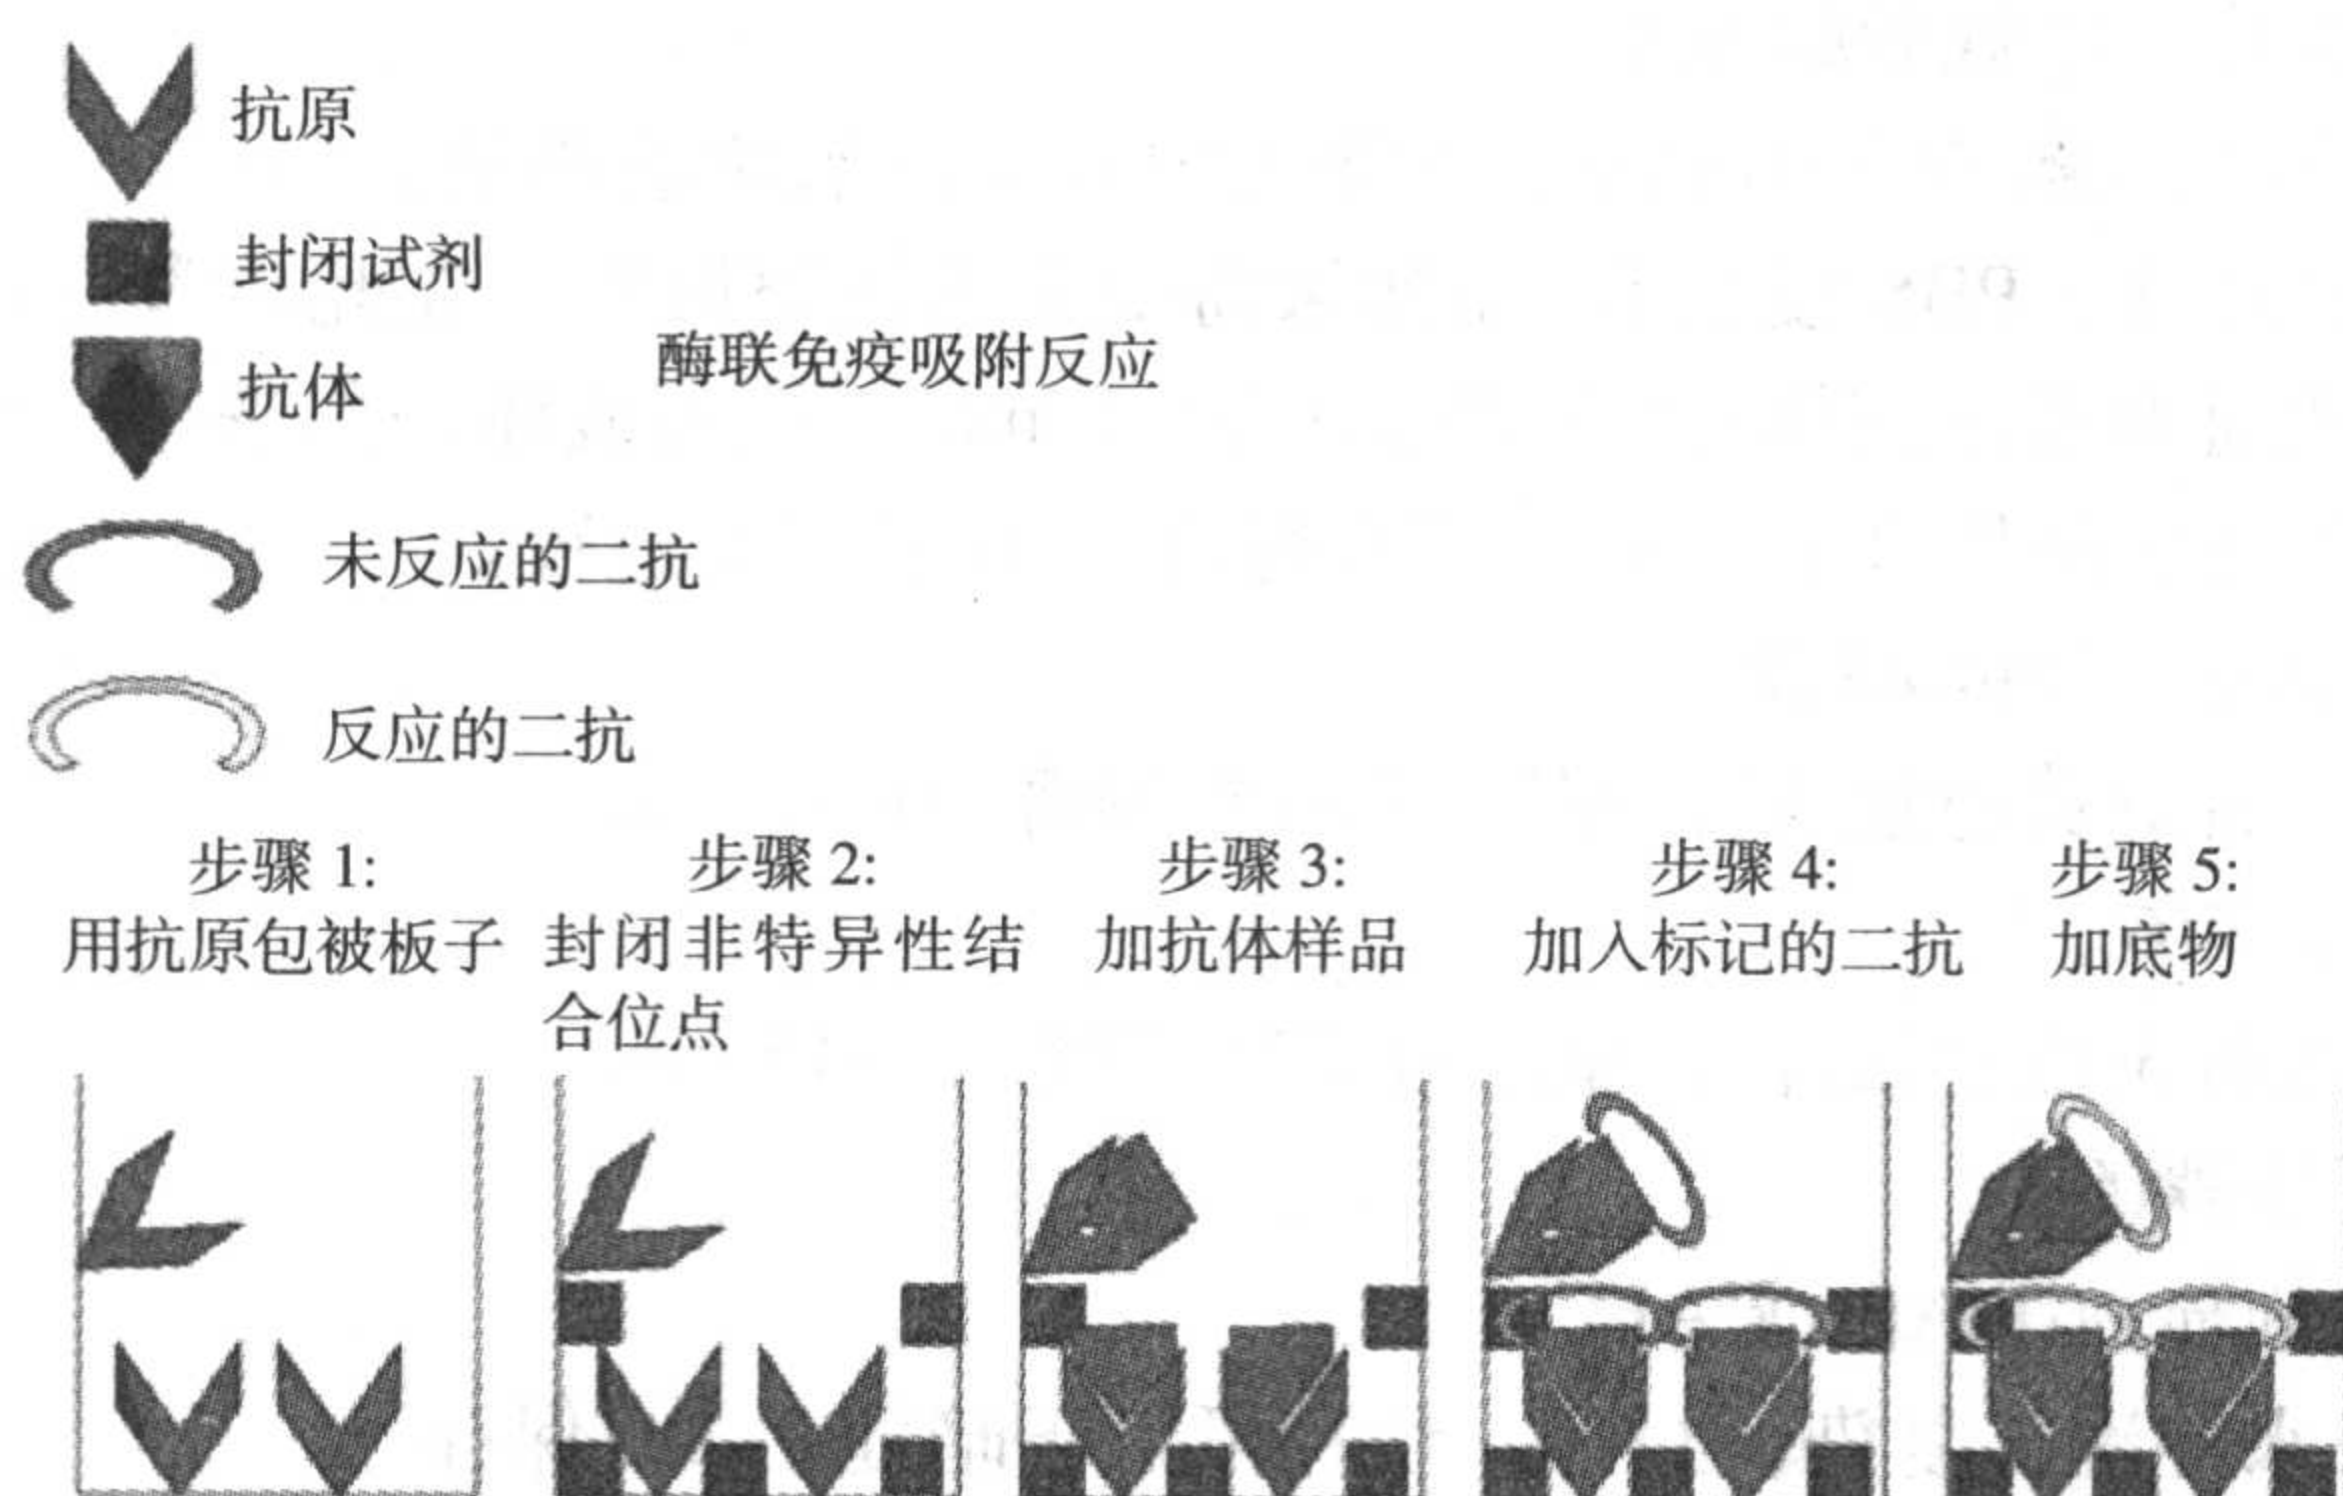 抗原
封闭试剂
抗体
酶联免疫吸附反应
未反应的二抗
反应的二抗
步骤 1:
用抗原包被板子
步骤 2:
封闭非特异性结
合位点
步骤 3:
加抗体样品
步骤 4:
加入标记的二抗
步骤 5:
加底物